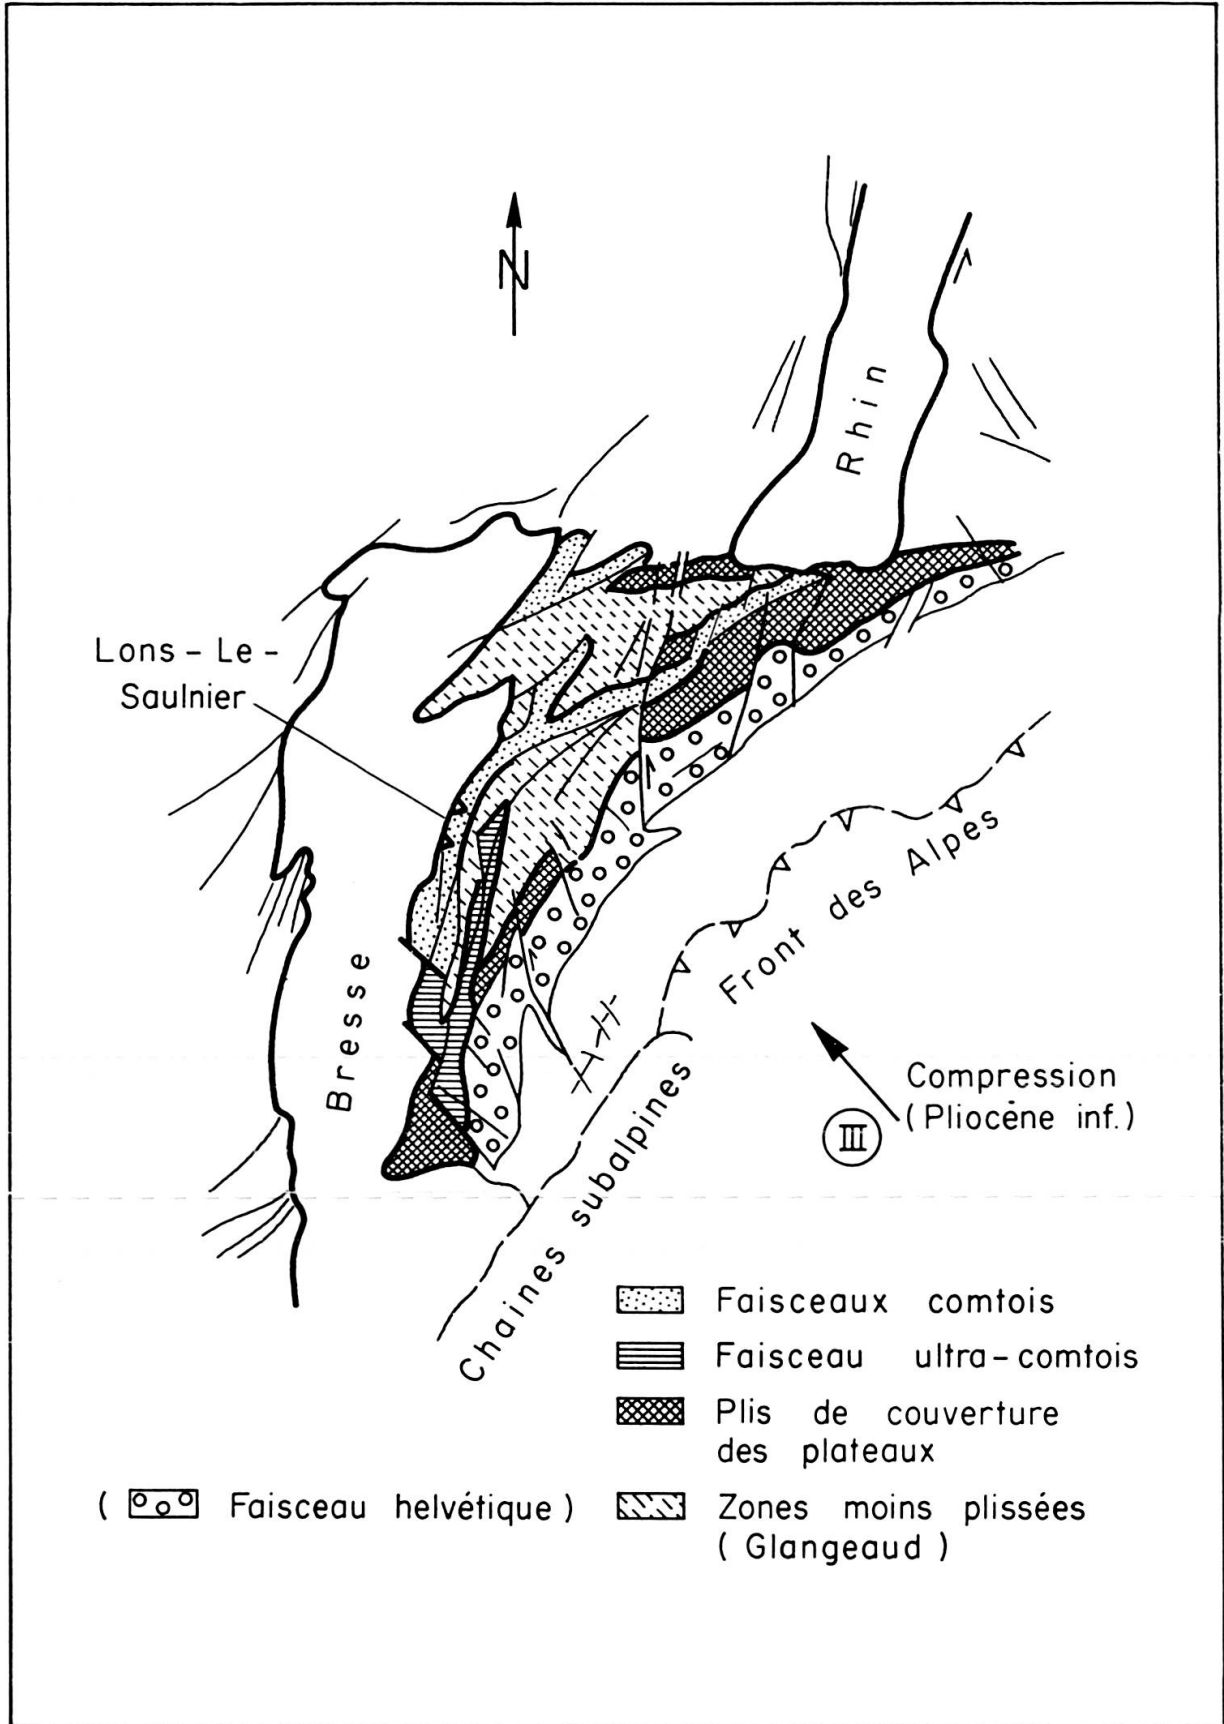 N
Rhin
Lons - Le -
Saulnier
Front des Alpes
Bresse
Compression
(Pliocène inf.)
III
Chaines subalpines
Faisceaux comtois
Faisceau ultra-comtois
Plis de couverture
des plateaux
( Faisceau helvétique )
Zones moins plissées
( Glangeaud )